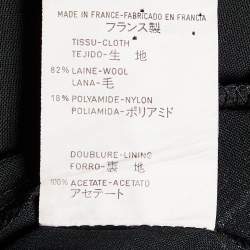 MADE IN FRANCE-FABRICADO EN FRANCIA
フランス製
TISSU-CLOTH
TEJIDO-生 地
82% LAINE-WOOL
LANA-毛
18% POLYAMIDE-NYLON
POLIAMIDA-ポリアミド
DOUBLURE-LINING
FORRO-裏 地
100% ACETATE-ACETATO
アセテート